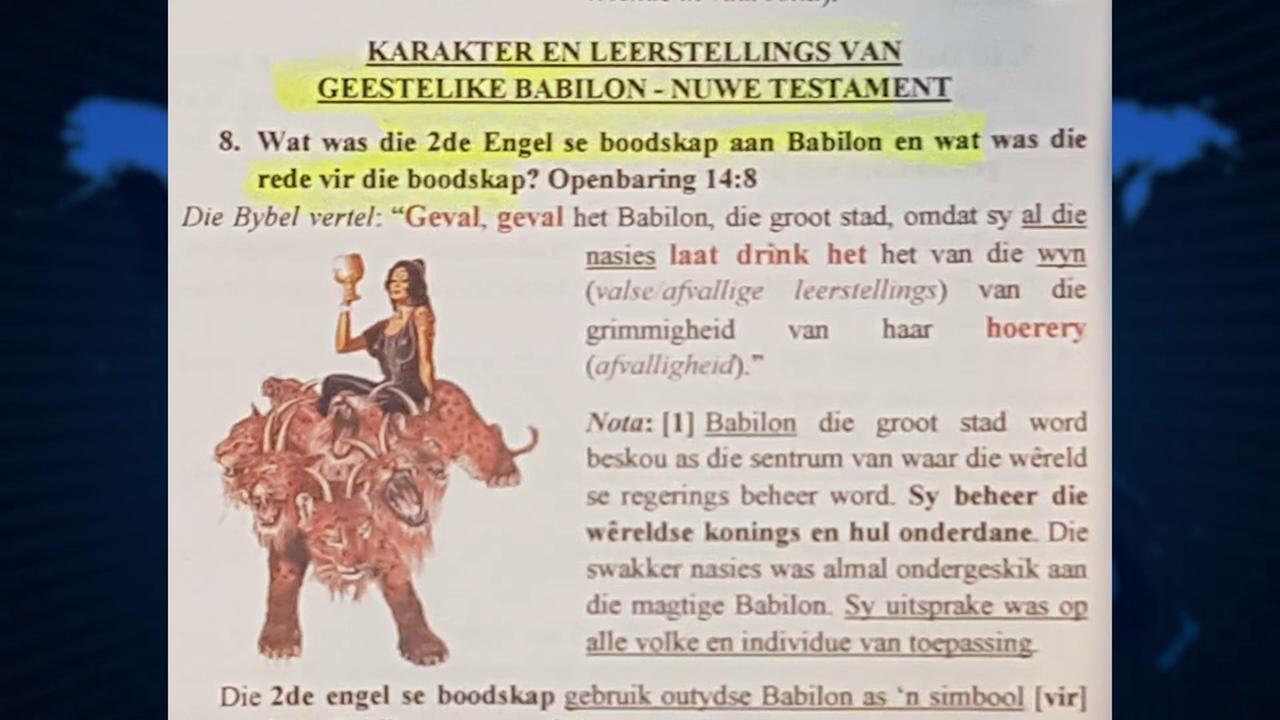 KARAKTER EN LEERSTELLINGS VAN
GEESTELIKE BABILON - NUWE TESTAMENT
8. Wat was die 2de Engel se boodskap aan Babilon en wat was die
rede vir die boodskap? Openbaring 14:8
Die Bybel vertel: “Geval, geval het Babilon, die groot stad, omdat sy al die
nasies laat drink het het van die wyn
(valse/afvallige leerstellings) van die
grimmigheid van haar hoerery
(afvalligheid).”
Nota: [1] Babilon die groot stad word
beskou as die sentrum van waar die wêreld
se regerings beheer word. Sy beheer die
wêreldse konings en hul onderdane. Die
swakker nasies was almal ondergeskik aan
die magtige Babilon. Sy uitsprake was op
alle volke en individue van toepassing.
Die 2de engel se boodskap gebruik outydse Babilon as ‘n simbool [vir]